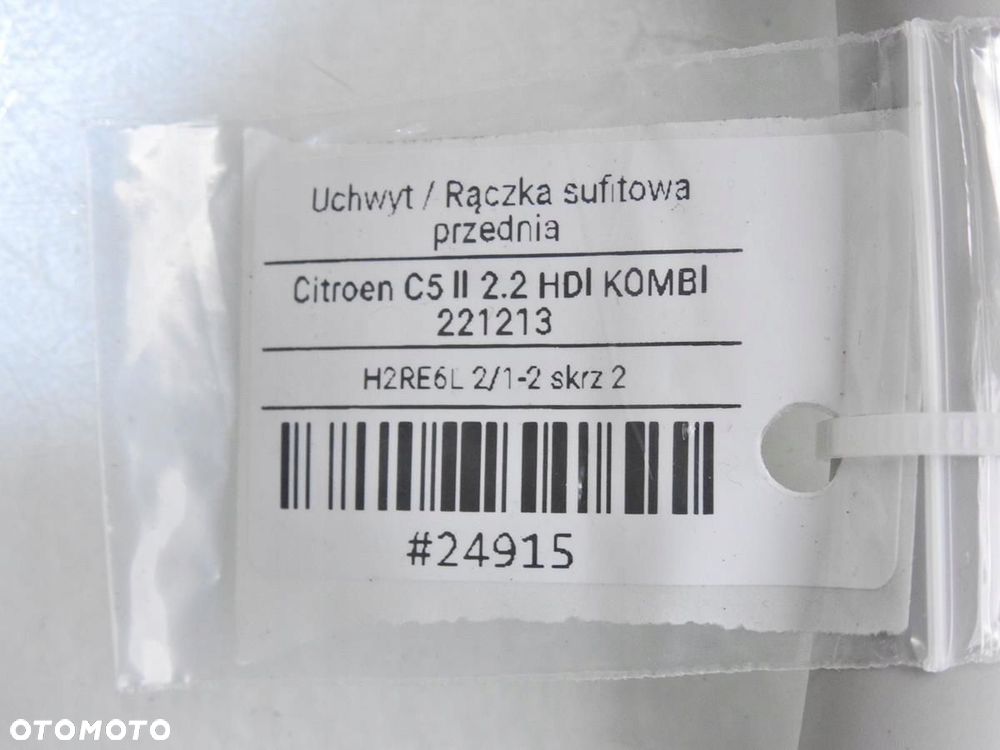 Uchwyt / Rączka sufitowa
przednia
Citroen C5 II 2.2 HDI KOMBI
221213
H2RE6L 2/1-2 skrz 2
#24915
OTOMOTO